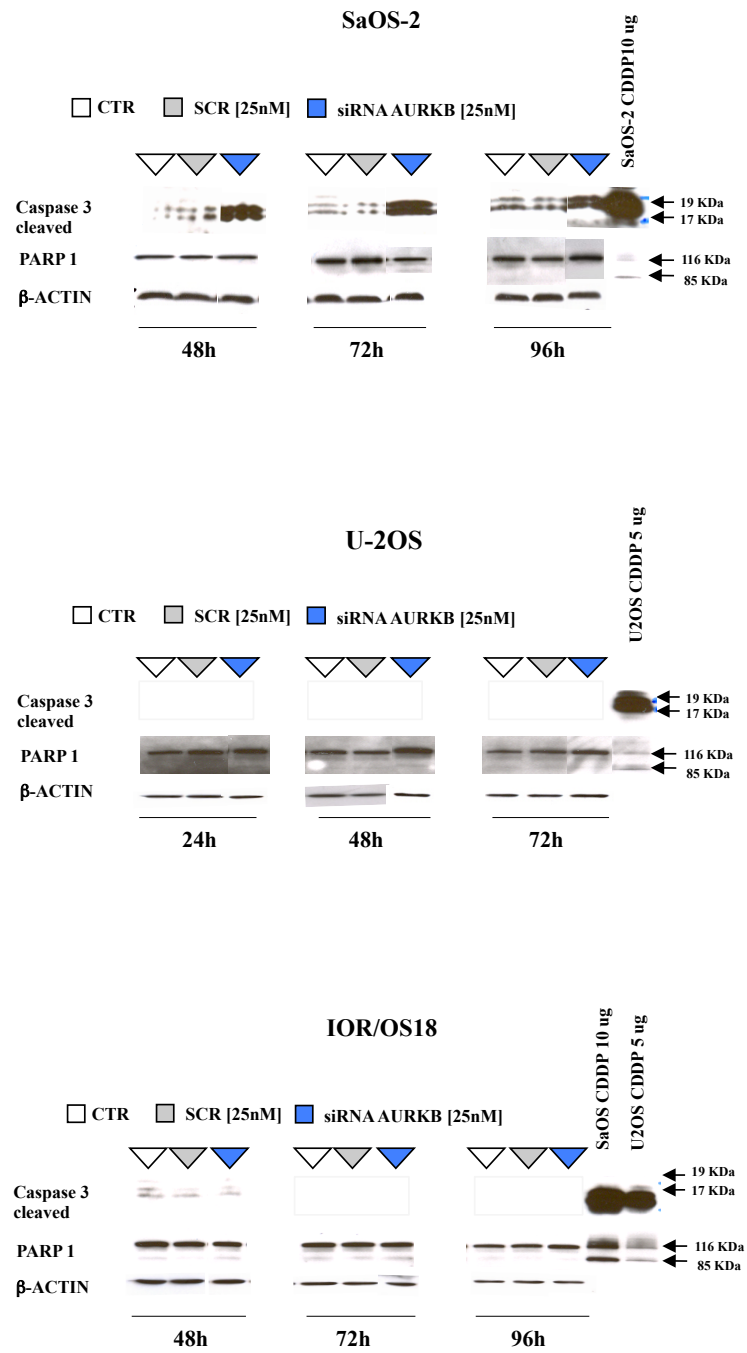 SaOS-2
SaOS-2 CDDP10 ug
CTR SCR [25nM] siRNA AURKB [25nM]
Caspase 3
cleaved
19 KDa
17 KDa
PARP 1
116 KDa
85 KDa
β-ACTIN
48h 72h 96h
U-2OS
U2OS CDDP 5 ug
CTR SCR [25nM] siRNA AURKB [25nM]
Caspase 3
cleaved
19 KDa
17 KDa
PARP 1
116 KDa
85 KDa
β-ACTIN
24h 48h 72h
IOR/OS18
SaOS CDDP 10 ug
U2OS CDDP 5 ug
CTR SCR [25nM] siRNA AURKB [25nM]
Caspase 3
cleaved
19 KDa
17 KDa
PARP 1
116 KDa
85 KDa
β-ACTIN
48h 72h 96h